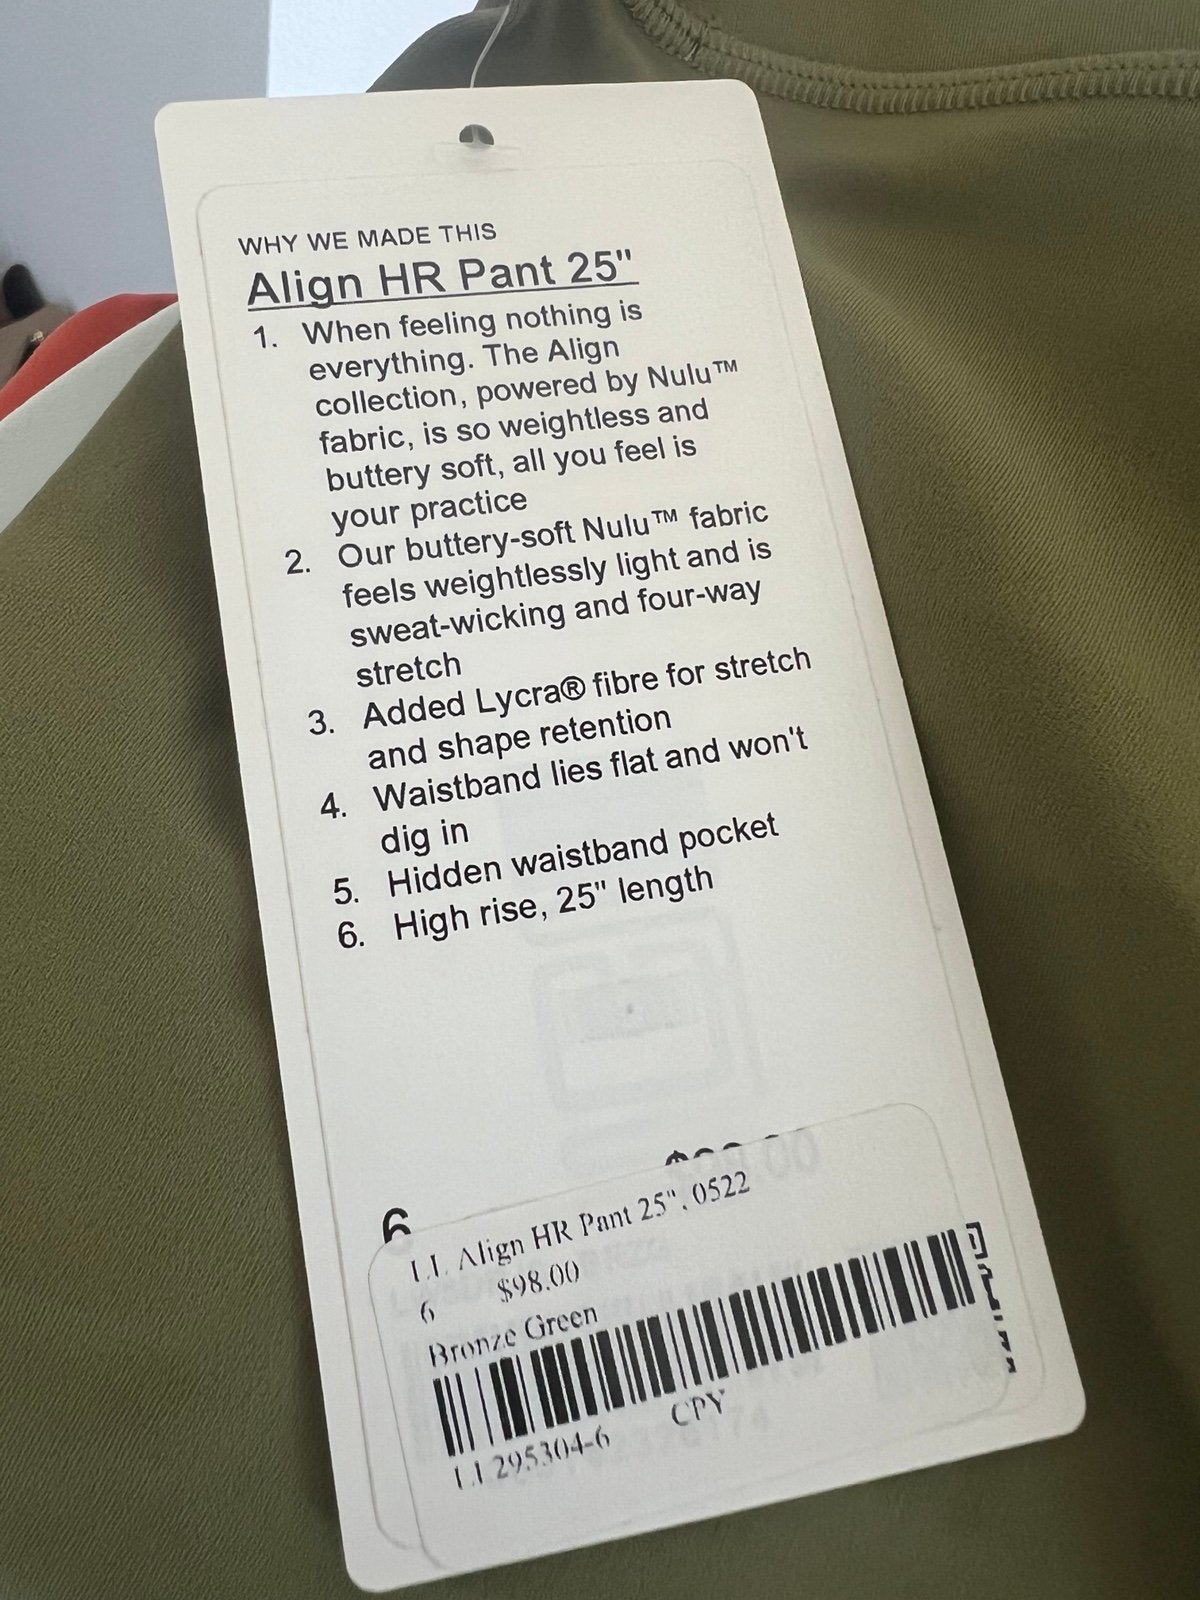 WHY WE MADE THIS
Align HR Pant 25"
1. When feeling nothing is
everything. The Align
collection, powered by Nulu™
fabric, is so weightless and
buttery soft, all you feel is
your practice
2. Our buttery-soft Nulu™ fabric
feels weightlessly light and is
sweat-wicking and four-way
stretch
3. Added Lycra® fibre for stretch
and shape retention
4. Waistband lies flat and won't
dig in
5. Hidden waistband pocket
6. High rise, 25" length
6
LL Align HR Pant 25", 0522
6 $98.00
Bronze Green
LL295304-6 CPY